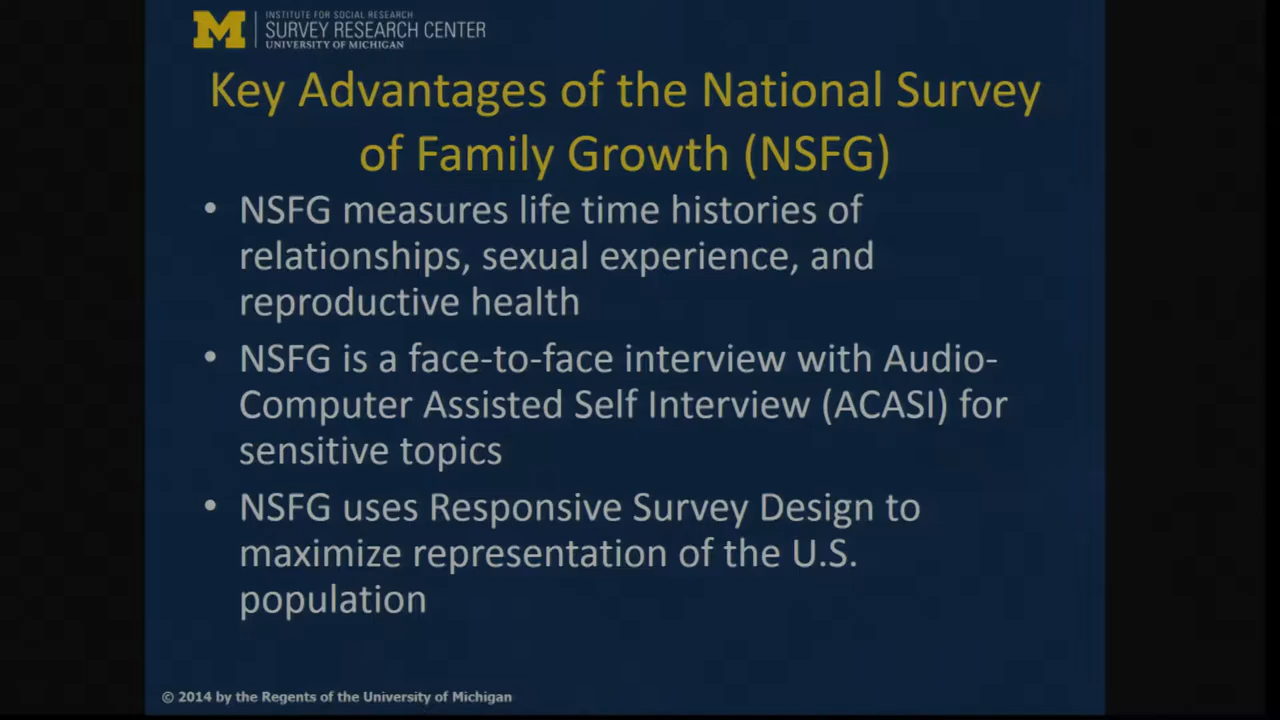 M
INSTITUTE FOR SOCIAL RESEARCH
SURVEY RESEARCH CENTER
UNIVERSITY OF MICHIGAN
Key Advantages of the National Survey
of Family Growth (NSFG)
• NSFG measures life time histories of
relationships, sexual experience, and
reproductive health
• NSFG is a face-to-face interview with Audio-
Computer Assisted Self Interview (ACASI) for
sensitive topics
• NSFG uses Responsive Survey Design to
maximize representation of the U.S.
population
© 2014 by the Regents of the University of Michigan